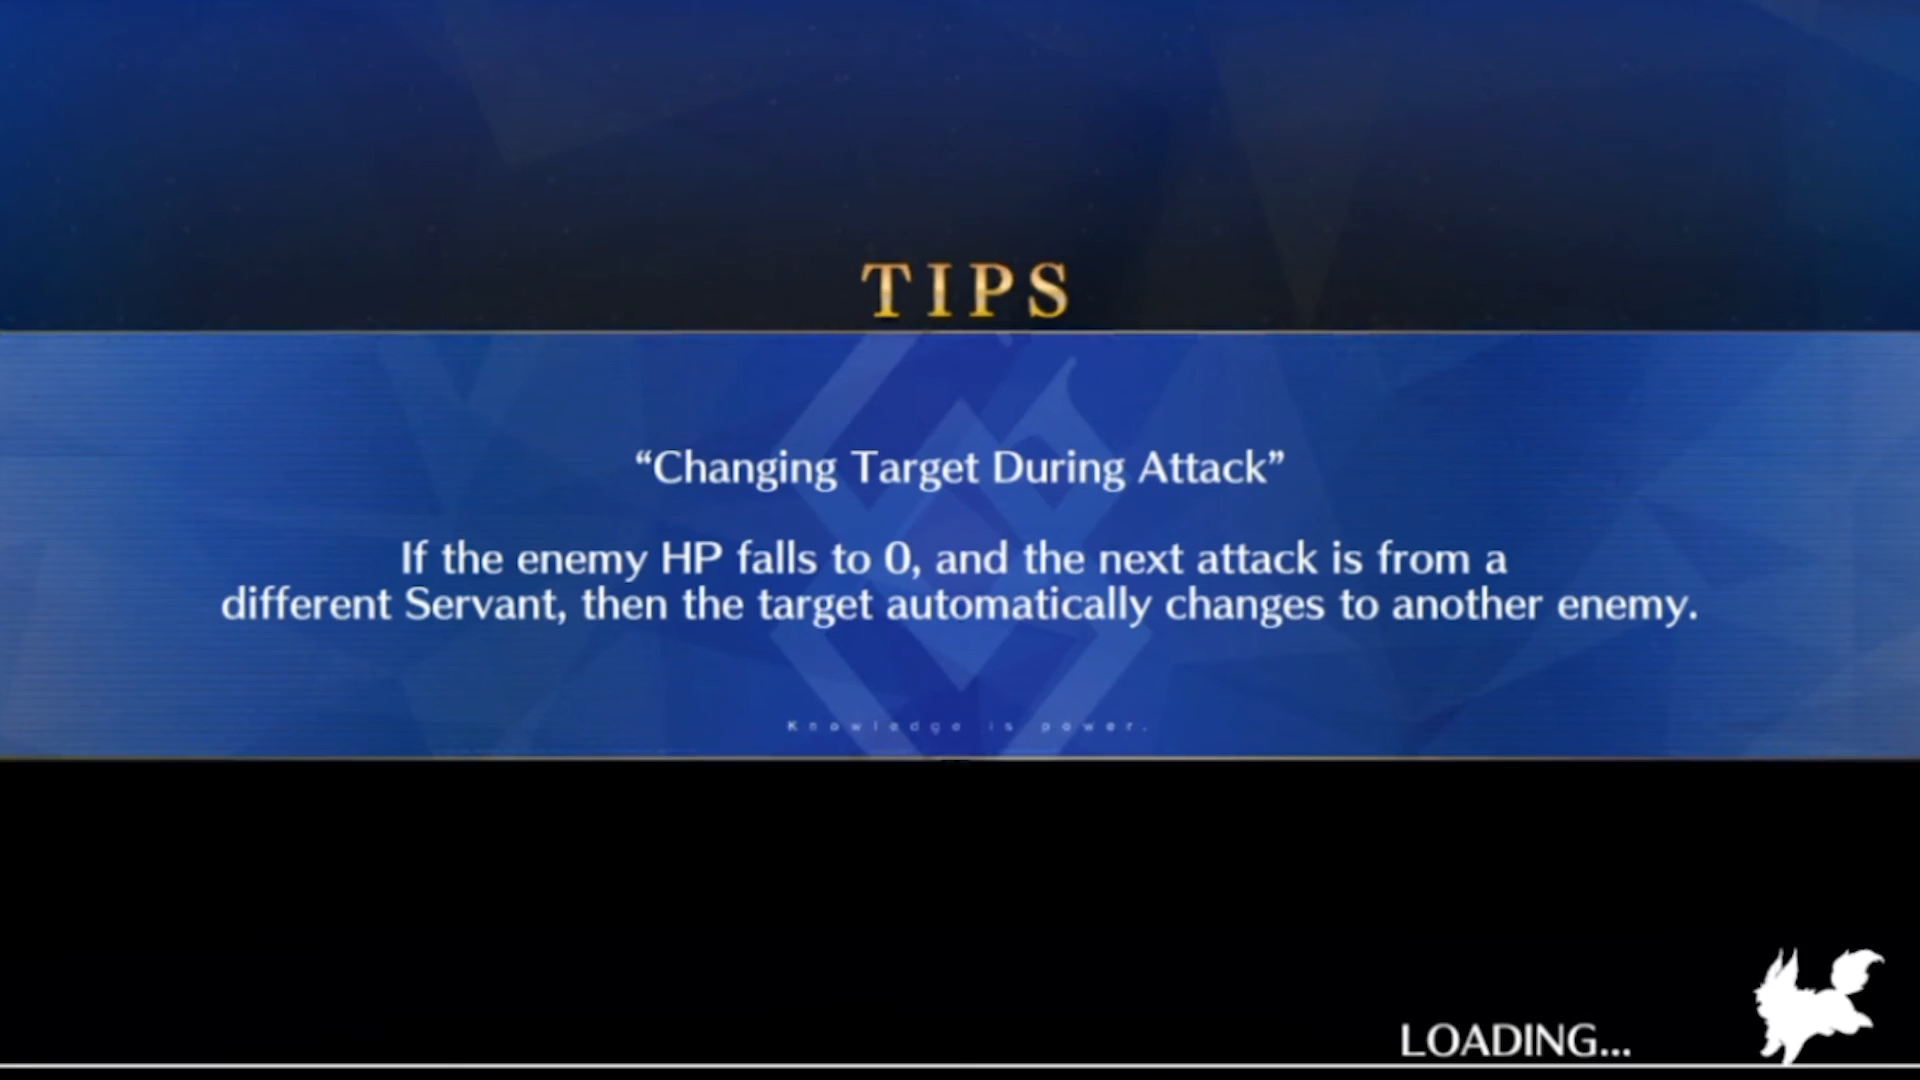 TIPS
“Changing Target During Attack”
If the enemy HP falls to 0, and the next attack is from a
different Servant, then the target automatically changes to another enemy.
Knowledge is power.
LOADING...